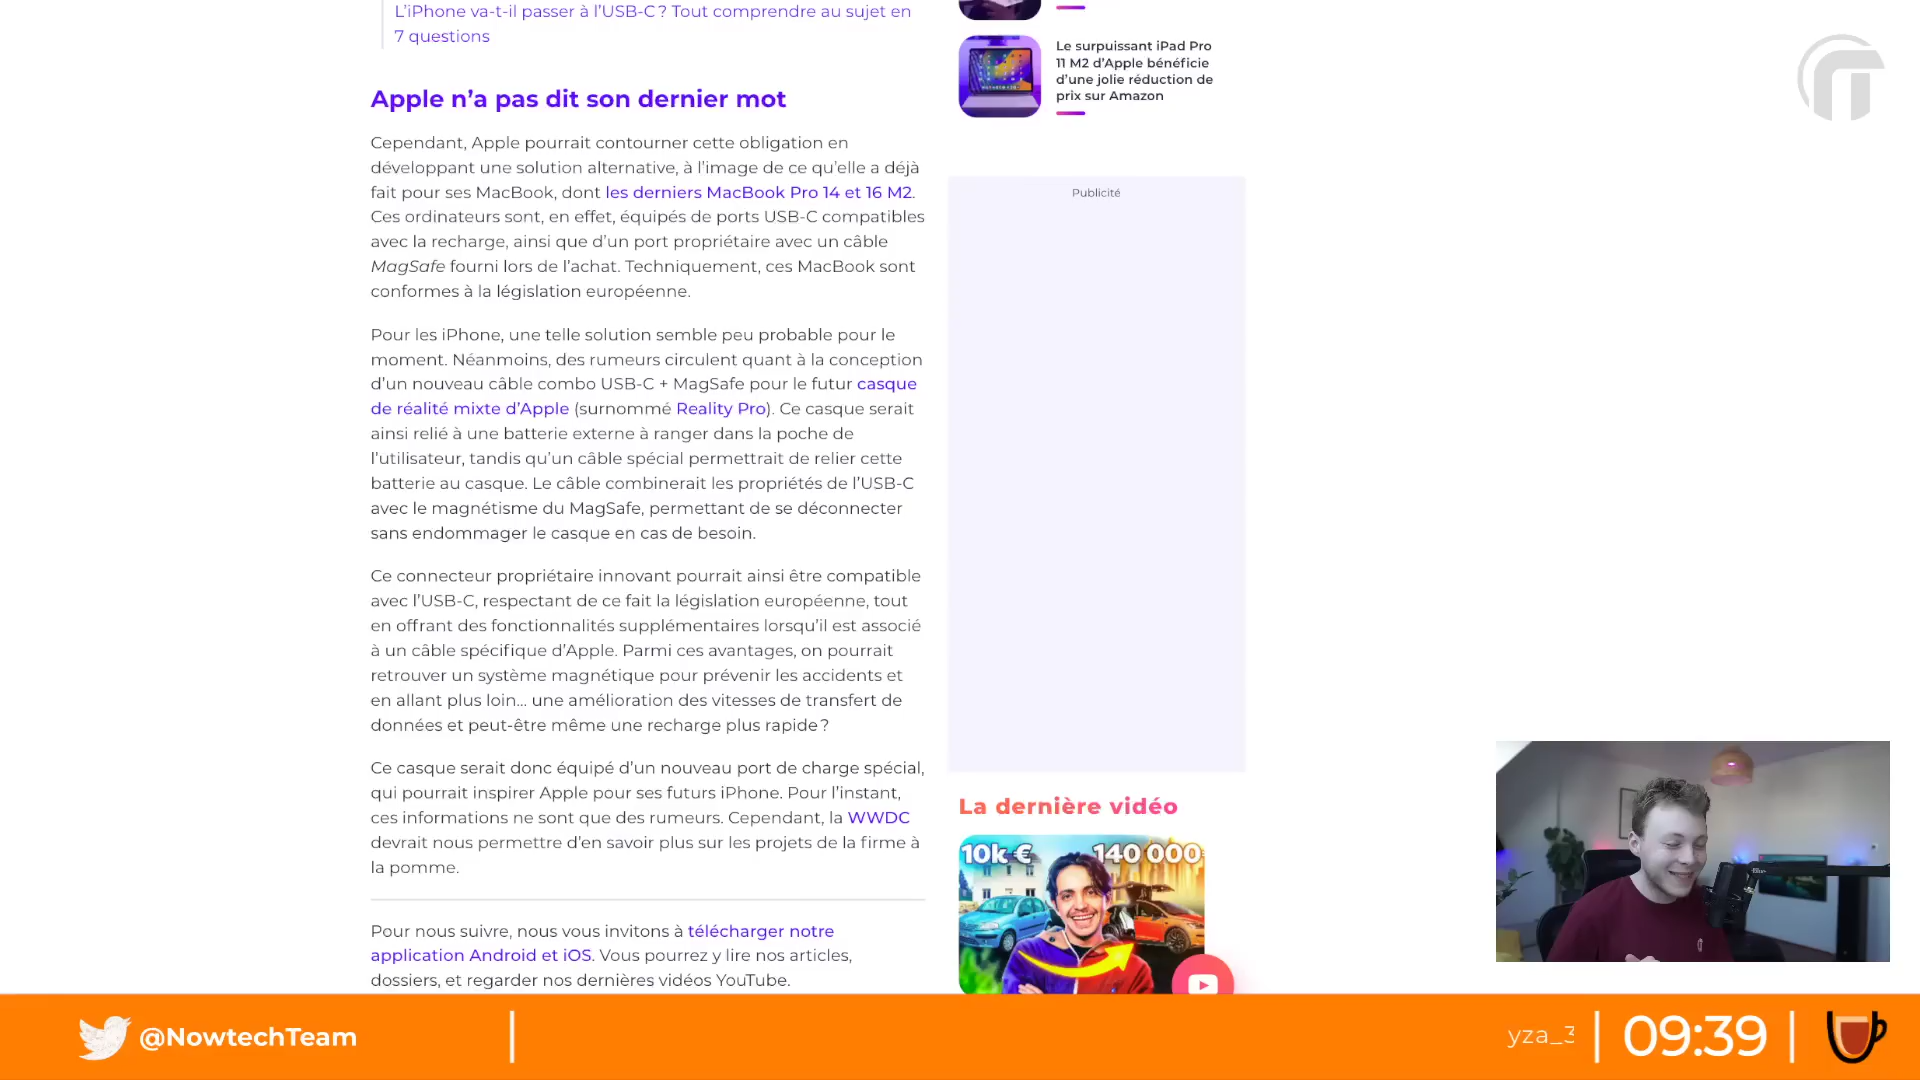 L’iPhone va-t-il passer à l’USB-C ? Tout comprendre au sujet en
7 questions
Apple n’a pas dit son dernier mot
Cependant, Apple pourrait contourner cette obligation en
développant une solution alternative, à l’image de ce qu’elle a déjà
fait pour ses MacBook, dont les derniers MacBook Pro 14 et 16 M2.
Ces ordinateurs sont, en effet, équipés de ports USB-C compatibles
avec la recharge, ainsi que d’un port propriétaire avec un câble
MagSafe fourni lors de l’achat. Techniquement, ces MacBook sont
conformes à la législation européenne.
Pour les iPhone, une telle solution semble peu probable pour le
moment. Néanmoins, des rumeurs circulent quant à la conception
d’un nouveau câble combo USB-C + MagSafe pour le futur casque
de réalité mixte d’Apple (surnommé Reality Pro). Ce casque serait
ainsi relié à une batterie externe à ranger dans la poche de
l’utilisateur, tandis qu’un câble spécial permettrait de relier cette
batterie au casque. Le câble combinerait les propriétés de l’USB-C
avec le magnétisme du MagSafe, permettant de se déconnecter
sans endommager le casque en cas de besoin.
Ce connecteur propriétaire innovant pourrait ainsi être compatible
avec l’USB-C, respectant de ce fait la législation européenne, tout
en offrant des fonctionnalités supplémentaires lorsqu’il est associé
à un câble spécifique d’Apple. Parmi ces avantages, on pourrait
retrouver un système magnétique pour prévenir les accidents et
en allant plus loin… une amélioration des vitesses de transfert de
données et peut-être même une recharge plus rapide ?
Ce casque serait donc équipé d’un nouveau port de charge spécial,
qui pourrait inspirer Apple pour ses futurs iPhone. Pour l’instant,
ces informations ne sont que des rumeurs. Cependant, la WWDC
devrait nous permettre d’en savoir plus sur les projets de la firme à
la pomme.
Pour nous suivre, nous vous invitons à télécharger notre
application Android et iOS. Vous pourrez y lire nos articles,
dossiers, et regarder nos dernières vidéos YouTube.
Le surpuissant iPad Pro
11 M2 d’Apple bénéficie
d’une jolie réduction de
prix sur Amazon
Publicité
La dernière vidéo
10k € 140 000
@NowtechTeam
yza_3
09:39